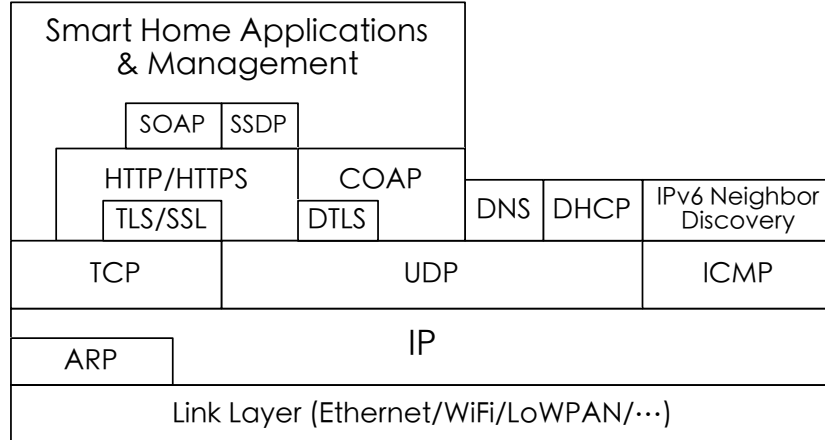 Smart Home Applications
& Management
SOAP SSDP
HTTP/HTTPS COAP
TLS/SSL DTLS
DNS DHCP IPv6 Neighbor
Discovery
TCP UDP ICMP
IP
ARP
Link Layer (Ethernet/WiFi/LoWPAN/⋯)